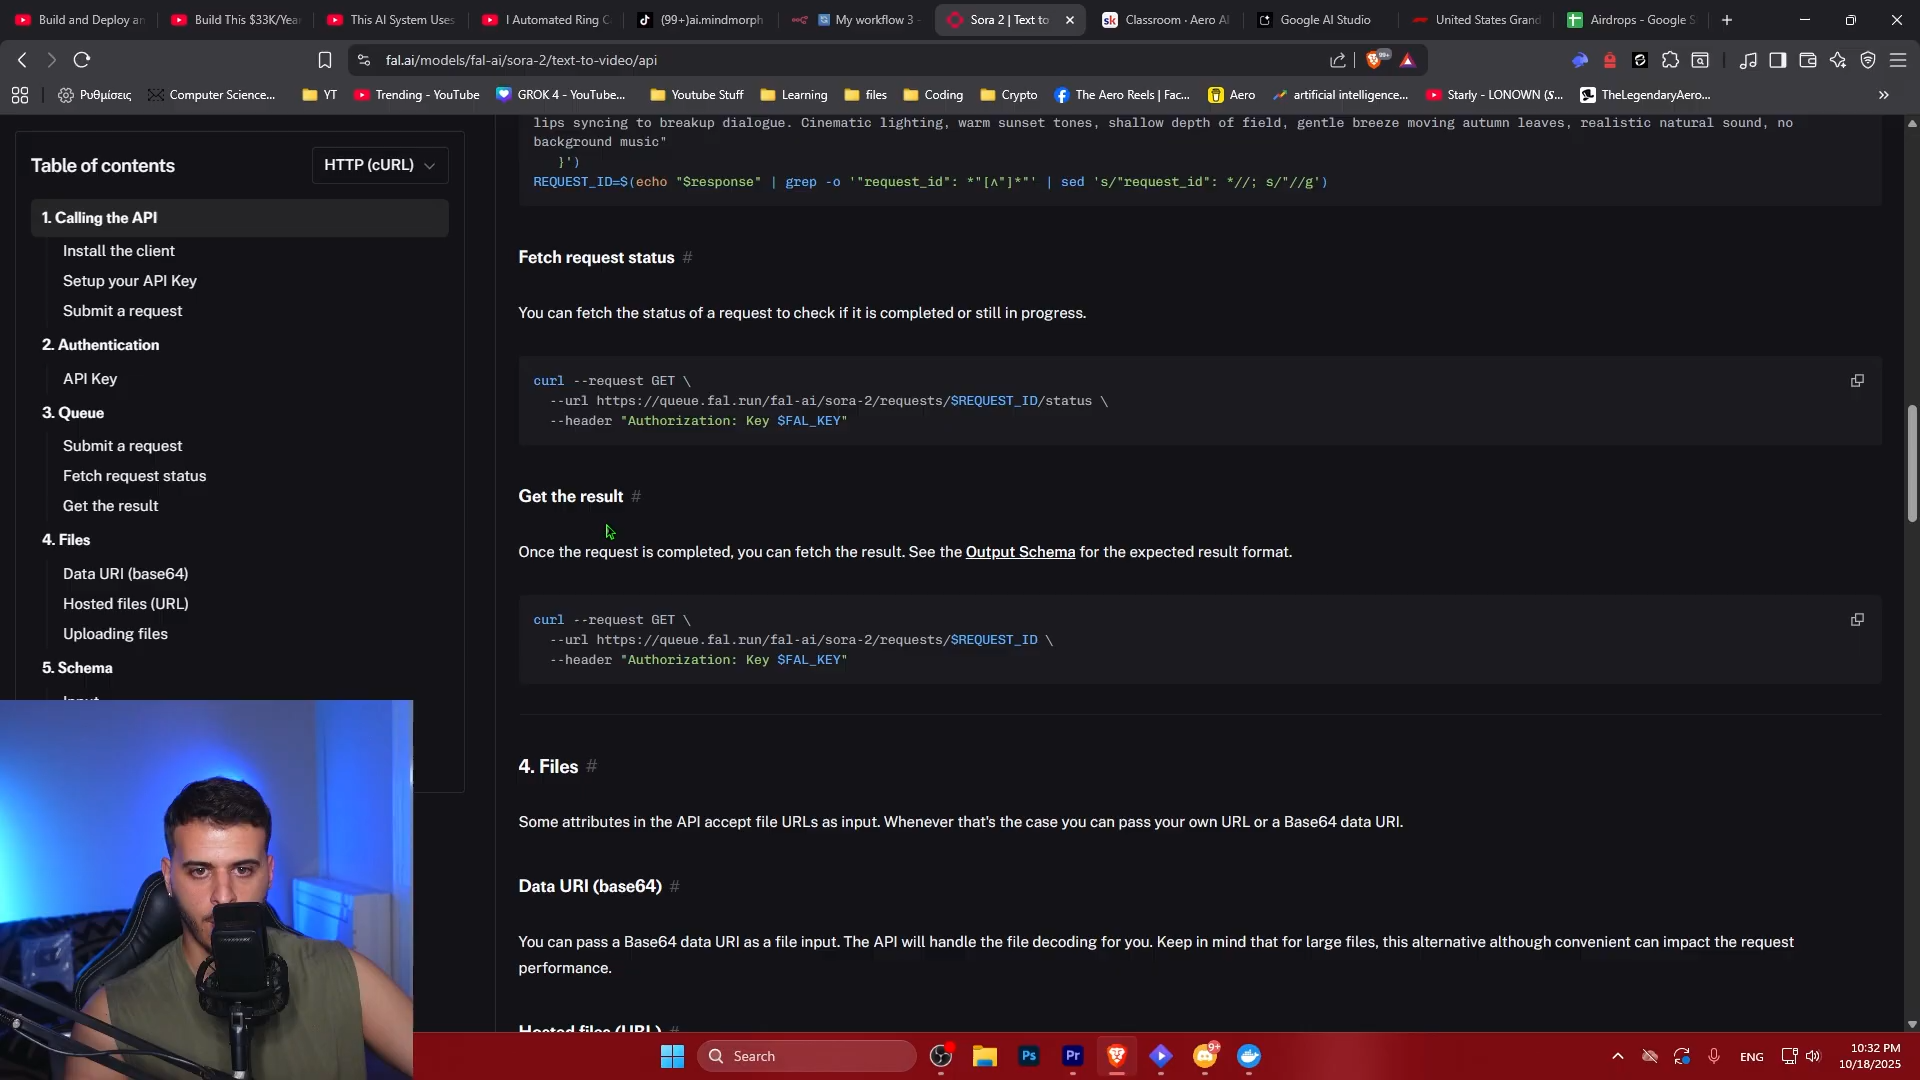 Build and Deploy an
Build This $33K/Year
This AI System Uses
I Automated Ring C
(99+)ai.mindmorph
My workflow 3 -
Sora 2 | Text to
Classroom · Aero AI
Google AI Studio
United States Grand
Airdrops - Google S
fal.ai/models/fal-ai/sora-2/text-to-video/api
99+
Ρυθμίσεις
Computer Science...
YT
Trending - YouTube
GROK 4 - YouTube...
Youtube Stuff
Learning
files
Coding
Crypto
The Aero Reels | Fac...
Aero
artificial intelligence...
Starly - LONOWN (S...
TheLegendaryAero...
Table of contents
HTTP (cURL)
1. Calling the API
Install the client
Setup your API Key
Submit a request
2. Authentication
API Key
3. Queue
Submit a request
Fetch request status
Get the result
4. Files
Data URI (base64)
Hosted files (URL)
Uploading files
5. Schema
lips syncing to breakup dialogue. Cinematic lighting, warm sunset tones, shallow depth of field, gentle breeze moving autumn leaves, realistic natural sound, no
background music"
}')
REQUEST_ID=$(echo "$response" | grep -o '"request_id": *"[^"]*"' | sed 's/"request_id": *//; s/"//g')
Fetch request status #
You can fetch the status of a request to check if it is completed or still in progress.
curl --request GET \
--url https://queue.fal.run/fal-ai/sora-2/requests/$REQUEST_ID/status \
--header "Authorization: Key $FAL_KEY"
Get the result #
Once the request is completed, you can fetch the result. See the Output Schema for the expected result format.
curl --request GET \
--url https://queue.fal.run/fal-ai/sora-2/requests/$REQUEST_ID \
--header "Authorization: Key $FAL_KEY"
4. Files #
Some attributes in the API accept file URLs as input. Whenever that's the case you can pass your own URL or a Base64 data URI.
Data URI (base64) #
You can pass a Base64 data URI as a file input. The API will handle the file decoding for you. Keep in mind that for large files, this alternative although convenient can impact the request
performance.
Hosted files (URL) #
Search
Ps
Pr
9+
ENG
10:32 PM
10/18/2025